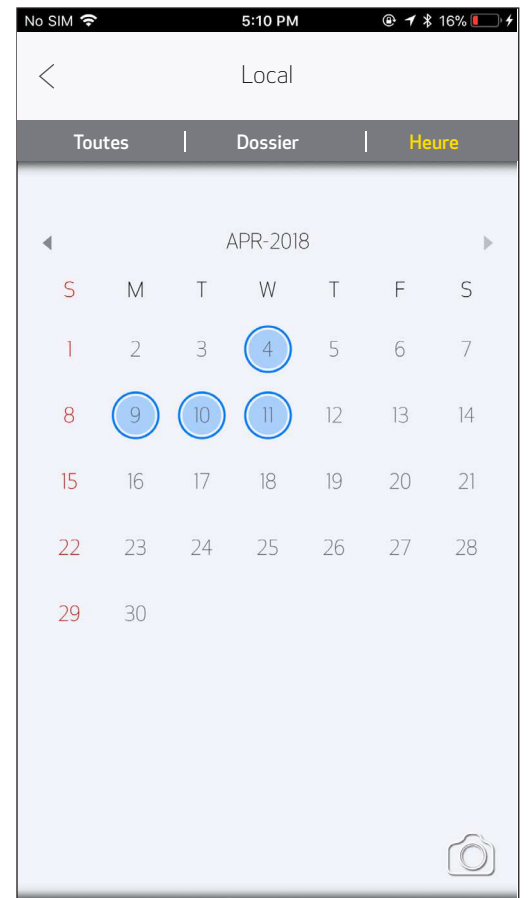 No SIM 5:10 PM 16%
Local
Toutes Dossier Heure
APR-2018
S M T W T F S
1 2 3 4 5 6 7
8 9 10 11 12 13 14
15 16 17 18 19 20 21
22 23 24 25 26 27 28
29 30